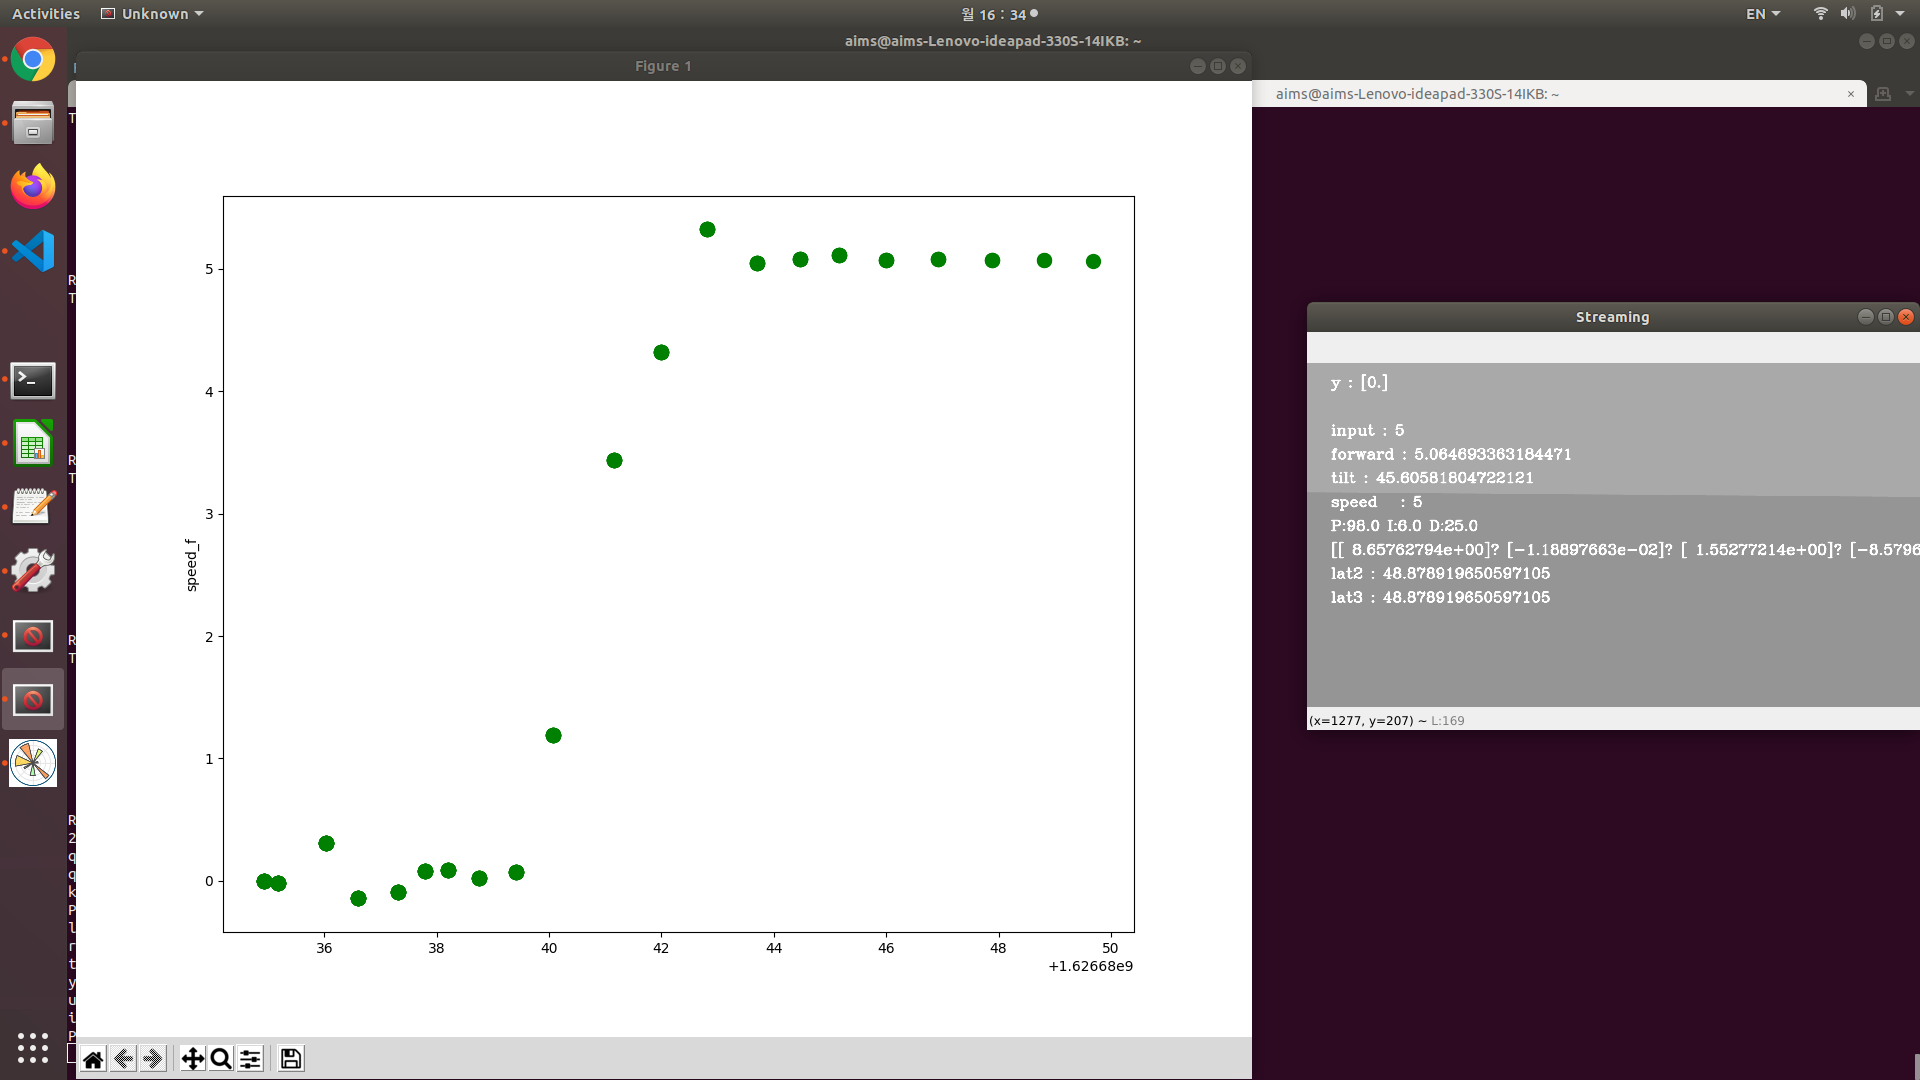 Activities
Unknown
월 16 : 34
EN
aims@aims-Lenovo-ideapad-330S-14IKB: ~
Figure 1
aims@aims-Lenovo-ideapad-330S-14IKB: ~
×
T
R
T
R
T
R
T
R
2
q
q
k
P
l
r
t
y
u
i
P
5
4
3
2
1
0
speed_f
36 38 40 42 44 46 48 50
+1.62668e9
Streaming
y : [0.]
input : 5
forward : 5.064693363184471
tilt : 45.60581804722121
speed : 5
P:98.0 I:6.0 D:25.0
[[ 8.65762794e+00]? [-1.18897663e-02]? [ 1.55277214e+00]? [-8.5796
lat2 : 48.878919650597105
lat3 : 48.878919650597105
(x=1277, y=207) ~ L:169